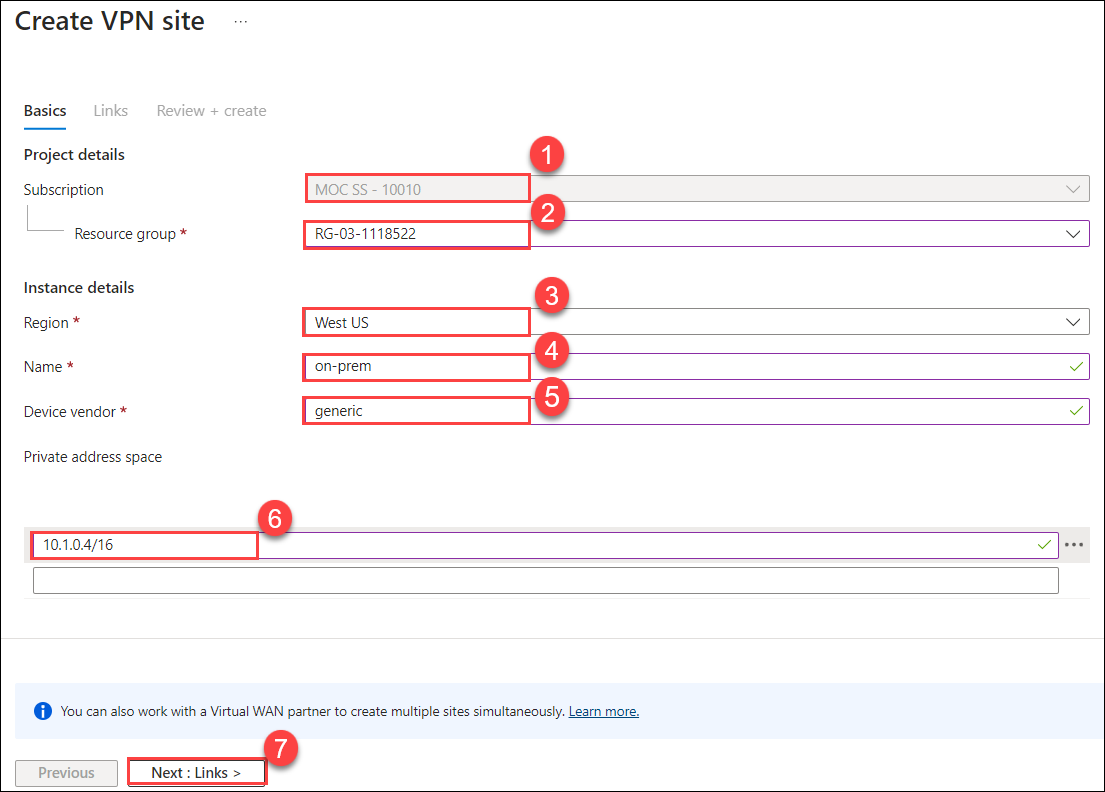 Create VPN site ...
Basics Links Review + create
Project details
1
Subscription MOC SS - 10010
2
Resource group * RG-03-1118522
Instance details
3
Region * West US
4
Name * on-prem
5
Device vendor * generic
Private address space
6
10.1.0.4/16
You can also work with a Virtual WAN partner to create multiple sites simultaneously. Learn more.
7
Previous Next : Links >